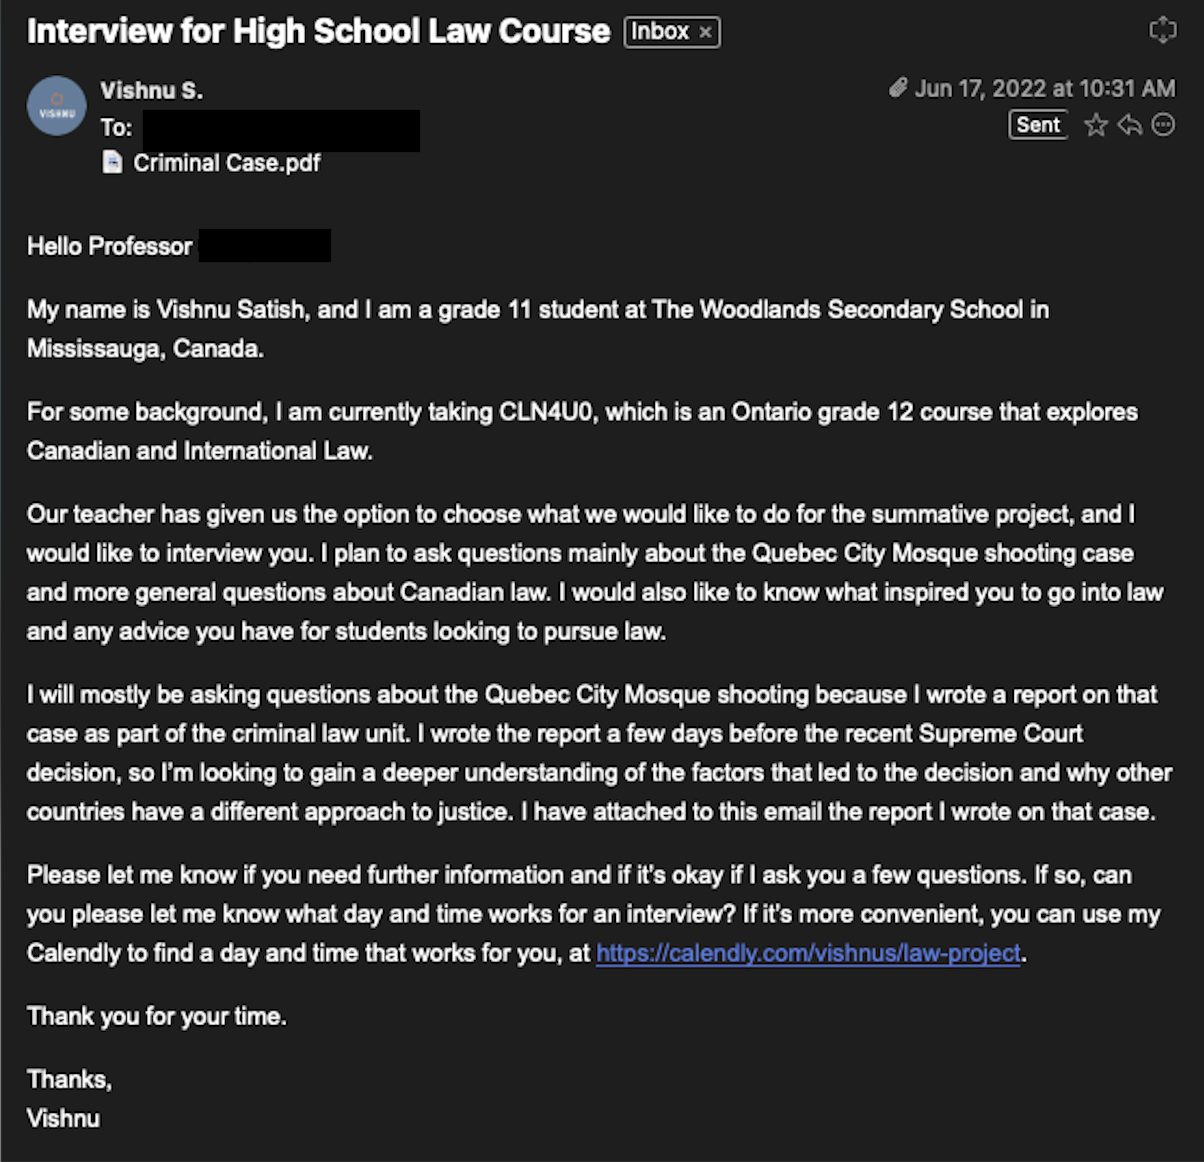 Interview for High School Law Course Inbox ×
VISHNU
Vishnu S.
Jun 17, 2022 at 10:31 AM
To:
Sent
Criminal Case.pdf
Hello Professor
My name is Vishnu Satish, and I am a grade 11 student at The Woodlands Secondary School in
Mississauga, Canada.
For some background, I am currently taking CLN4U0, which is an Ontario grade 12 course that explores
Canadian and International Law.
Our teacher has given us the option to choose what we would like to do for the summative project, and I
would like to interview you. I plan to ask questions mainly about the Quebec City Mosque shooting case
and more general questions about Canadian law. I would also like to know what inspired you to go into law
and any advice you have for students looking to pursue law.
I will mostly be asking questions about the Quebec City Mosque shooting because I wrote a report on that
case as part of the criminal law unit. I wrote the report a few days before the recent Supreme Court
decision, so I'm looking to gain a deeper understanding of the factors that led to the decision and why other
countries have a different approach to justice. I have attached to this email the report I wrote on that case.
Please let me know if you need further information and if it's okay if I ask you a few questions. If so, can
you please let me know what day and time works for an interview? If it's more convenient, you can use my
Calendly to find a day and time that works for you, at https://calendly.com/vishnus/law-project.
Thank you for your time.
Thanks,
Vishnu